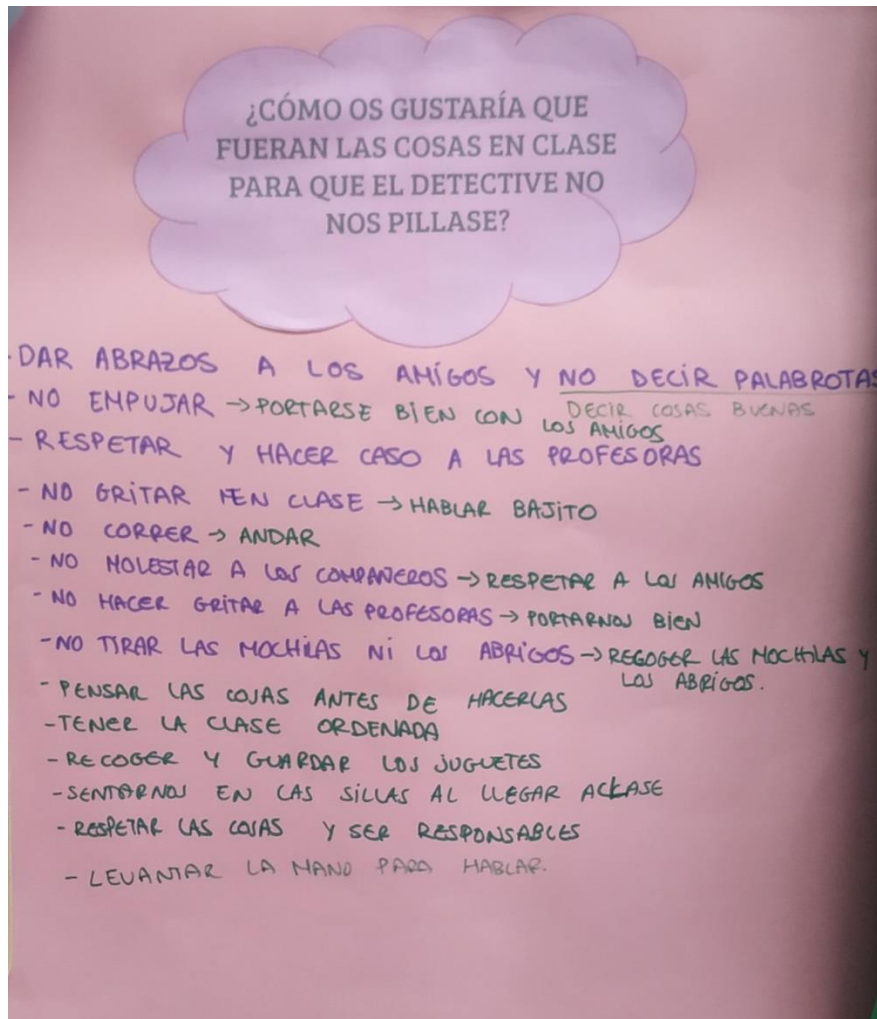 ¿CÓMO OS GUSTARÍA QUE
FUERAN LAS COSAS EN CLASE
PARA QUE EL DETECTIVE NO
NOS PILLASE?
- DAR ABRAZOS A LOS AMIGOS Y NO DECIR PALABROTAS
DECIR COSAS BUENAS
- NO EMPUJAR → PORTARSE BIEN CON LOS AMIGOS
- RESPETAR Y HACER CASO A LAS PROFESORAS
- NO GRITAR EN CLASE → HABLAR BAJITO
- NO CORRER → ANDAR
- NO MOLESTAR A LOS COMPAÑEROS → RESPETAR A LOS AMIGOS
- NO HACER GRITAR A LAS PROFESORAS → PORTARNOS BIEN
- NO TIRAR LAS MOCHILAS NI LOS ABRIGOS → REGOGER LAS MOCHILAS Y
LOS ABRIGOS.
- PENSAR LAS COSAS ANTES DE HACERLAS
- TENER LA CLASE ORDENADA
- RECOGER Y GUARDAR LOS JUGUETES
- SENTARNOS EN LAS SILLAS AL LLEGAR A CLASE
- RESPETAR LAS COSAS Y SER RESPONSABLES
- LEVANTAR LA MANO PARA HABLAR.